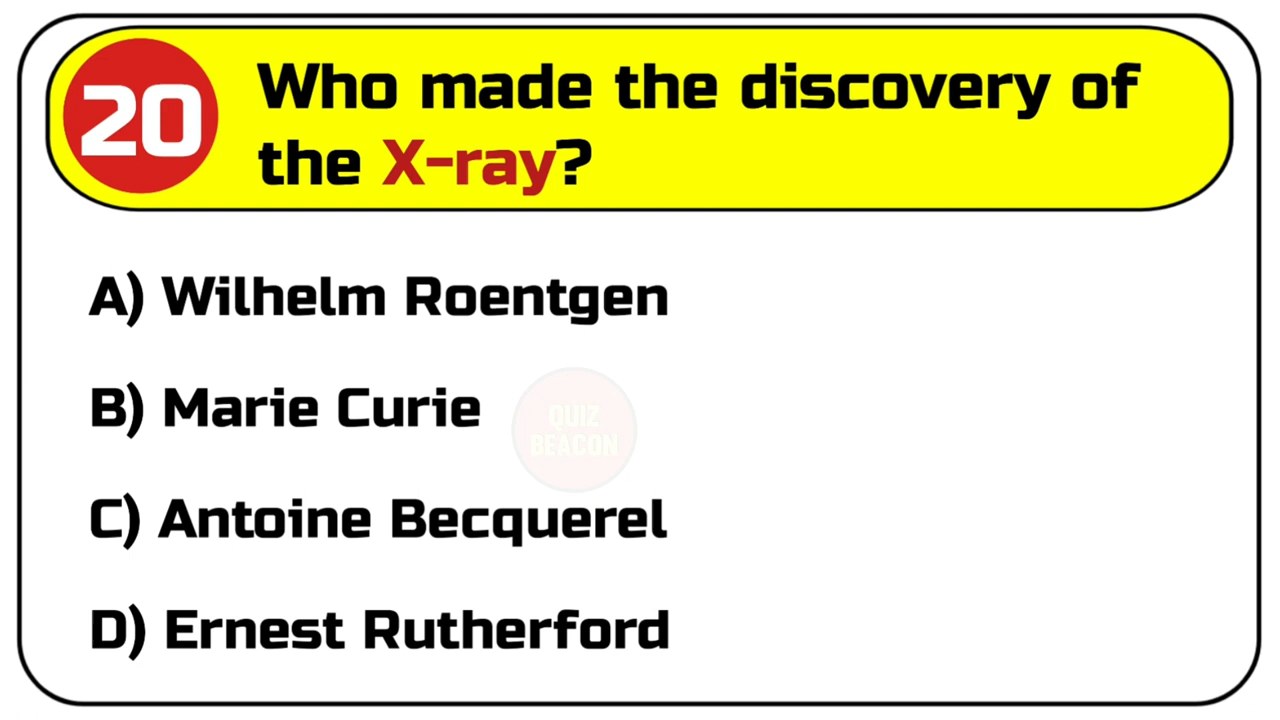 20
Who made the discovery of
the X-ray?
A) Wilhelm Roentgen
B) Marie Curie
QUIZ
BEACON
C) Antoine Becquerel
D) Ernest Rutherford